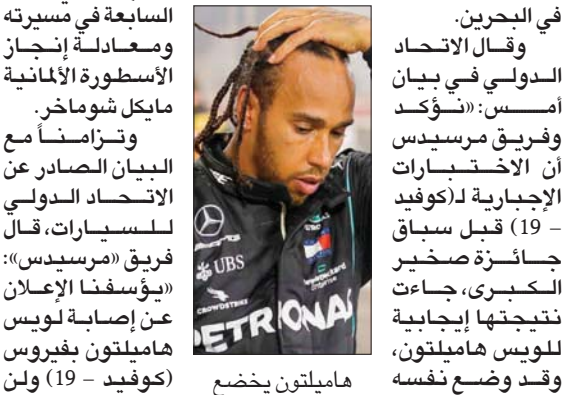 في البحرين.
وقال الاتحاد
الدولي في بيان
أمس: «نؤكد
وفريق مرسيدس
أن الاختبارات
الإجبارية لـ(كوفيد
– 19) قبل سباق
جائزة صخير
الكبرى، جاءت
نتيجتها إيجابية
للويس هاميلتون،
وقد وضع نفسه
UBS
CROWDSTRIKE
PETRONAS
هاميلتون يخضع
السابعة في مسيرته
ومعادلة إنجاز
الأسطورة الألمانية
مايكل شوماخر.
وتزامناً مع
البيان الصادر عن
الاتحاد الدولي
للسيارات، قال
فريق «مرسيدس»:
«يؤسفنا الإعلان
عن إصابة لويس
هاميلتون بفيروس
(كوفيد – 19) ولن